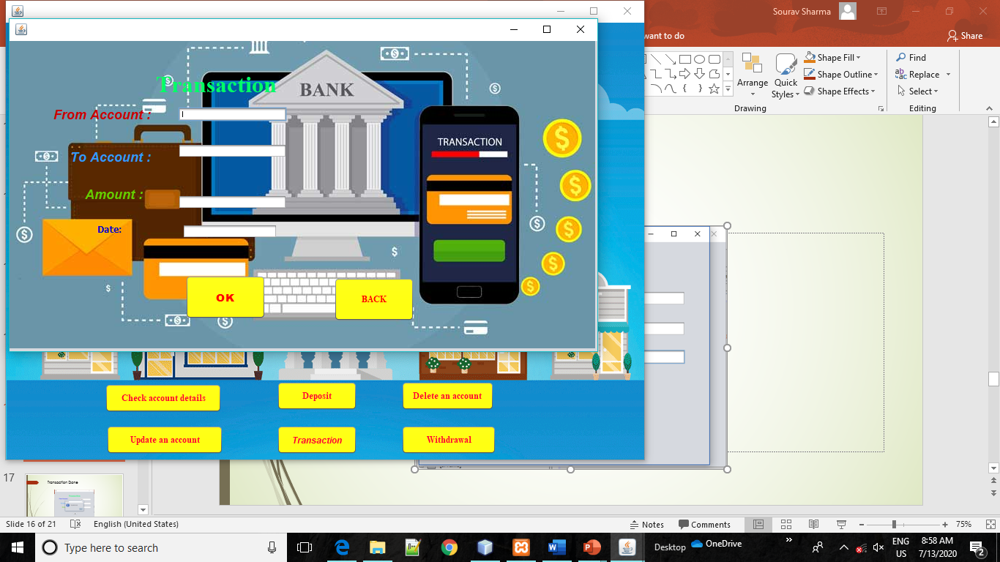 Sourav Sharma
want to do
Share
Arrange
Quick
Styles
Shape Fill
Shape Outline
Shape Effects
Find
Replace
Select
Drawing
Editing
Transaction
BANK
From Account :
To Account :
Amount :
Date:
TRANSACTION
OK
BACK
Check account details
Deposit
Delete an account
Update an account
Transaction
Withdrawal
17
Transaction Done
Slide 16 of 21
English (United States)
Notes
Comments
75%
Type here to search
Desktop
OneDrive
ENG
US
8:58 AM
7/13/2020
2